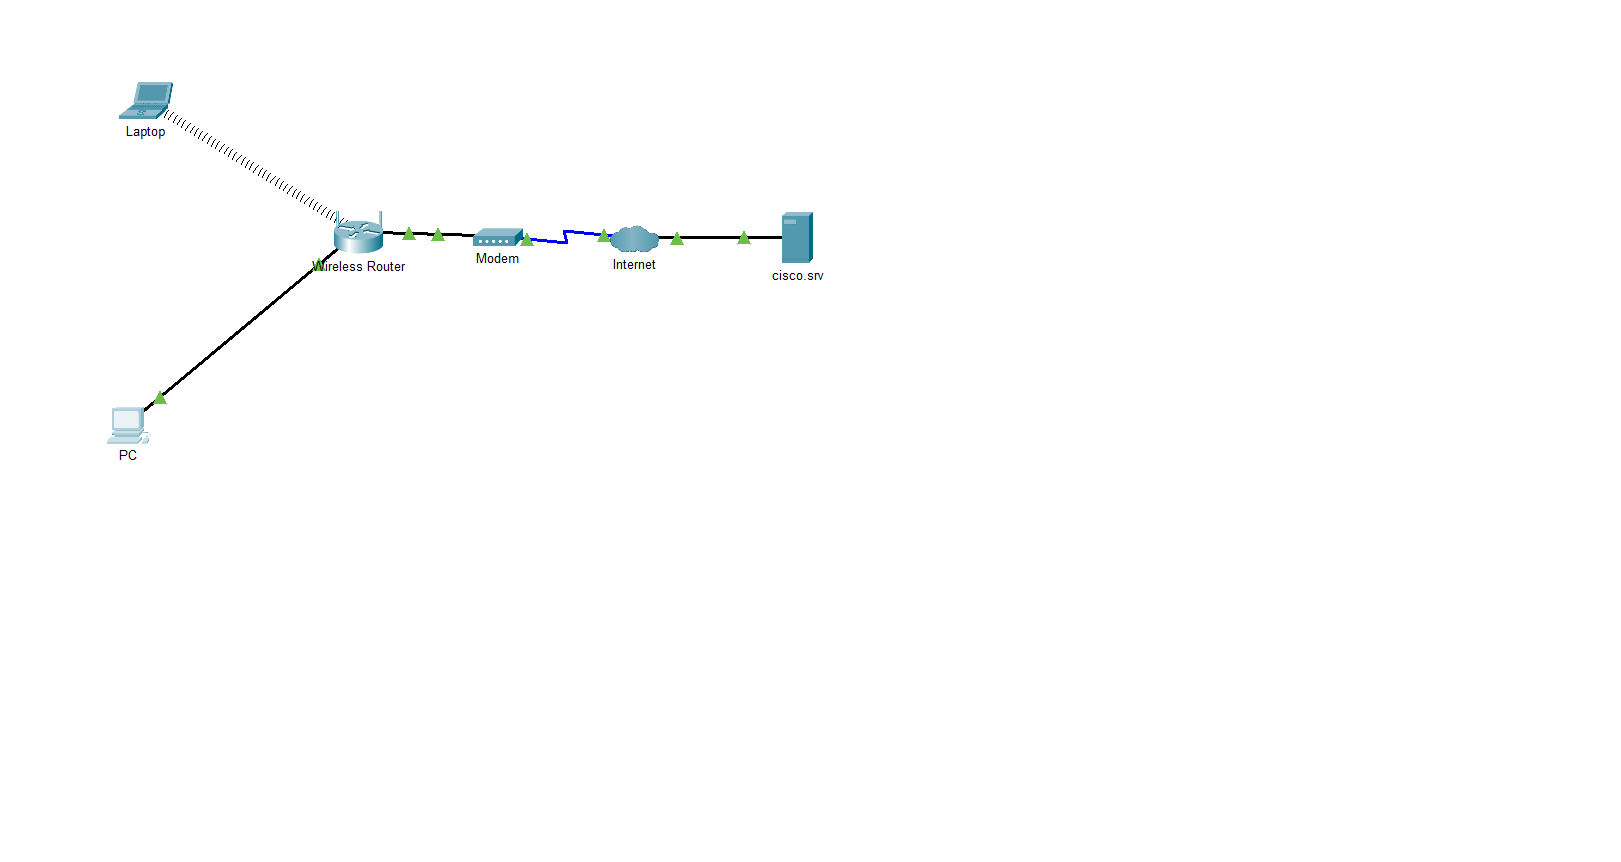 Laptop
Wireless Router
Modem
Internet
cisco.srv
PC